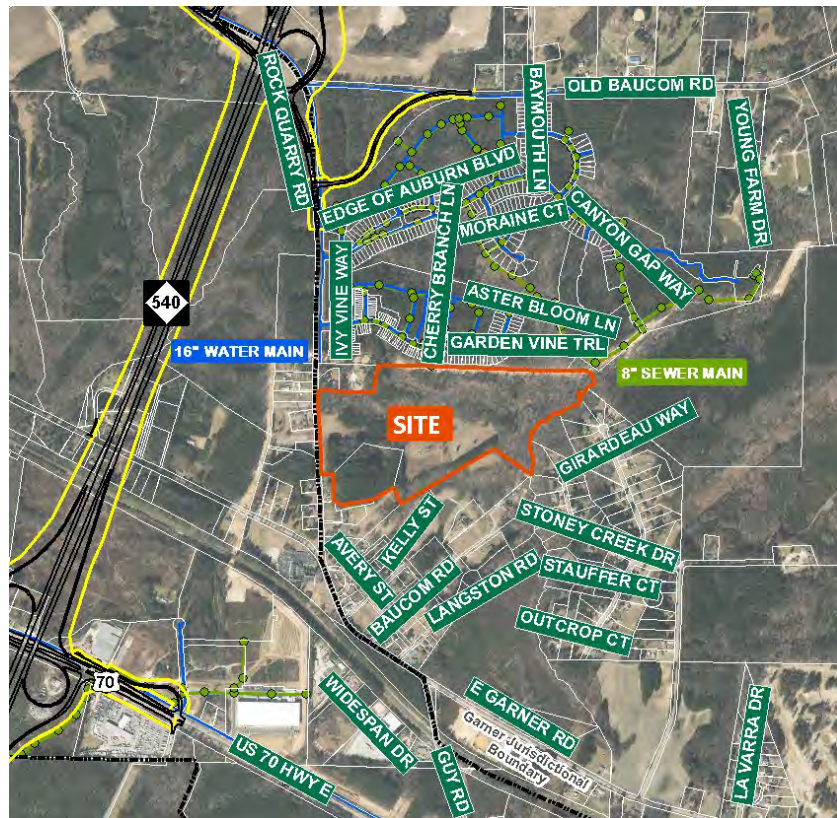 OLD BAUCOM RD
ROCK QUARRY RD
BAYMOUTH LN
YOUNG FARM DR
EDGE OF AUBURN BLVD
MORAINE CT
CANYON GAP WAY
CHERRY BRANCH LN
IVY VINE WAY
540
ASTER BLOOM LN
GARDEN VINE TRL
16" WATER MAIN
8" SEWER MAIN
SITE
GIRARDEAU WAY
KELLY ST
AVERY ST
STONEY CREEK DR
BAUCOM RD
LANGSTON RD
STAUFFER CT
OUTCROP CT
70
WIDESPAN DR
E GARNER RD
Garner Jurisdictional
Boundary
US 70 HWY E
GUY RD
LA VARRA DR